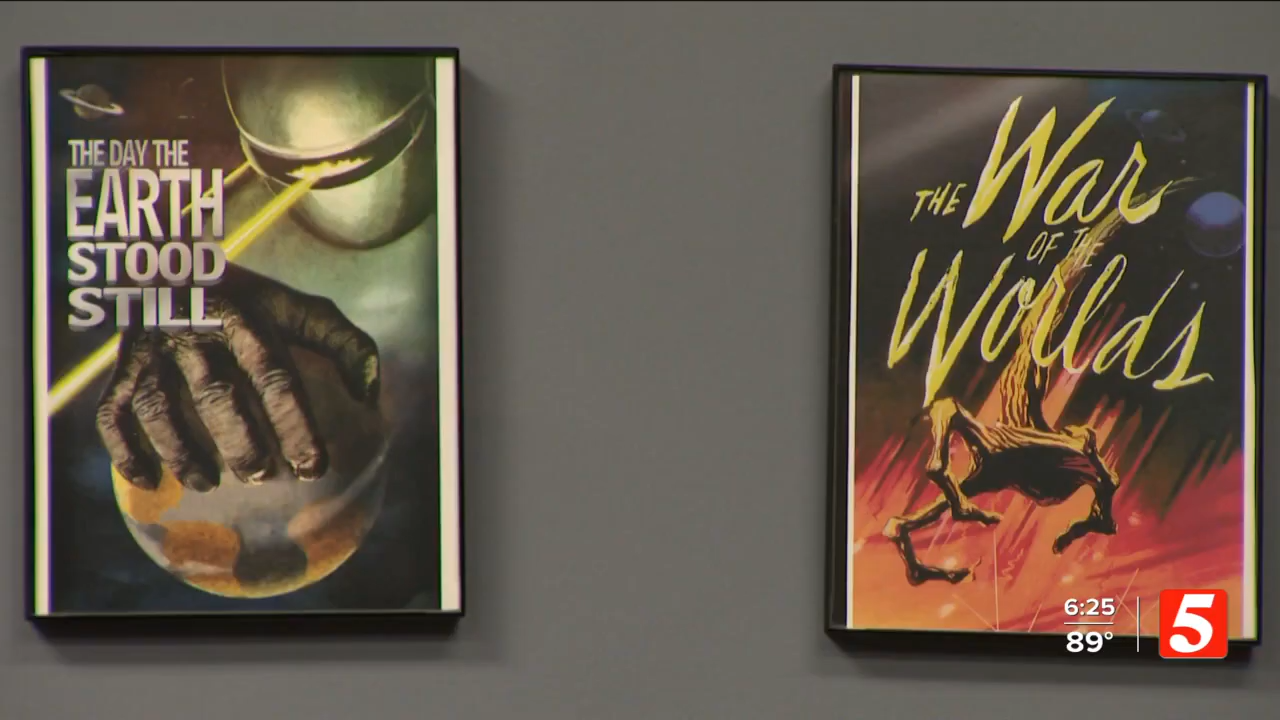 THE DAY THE
EARTH
STOOD
STILL
THE War
OF THE
Worlds
6:25
89°
5